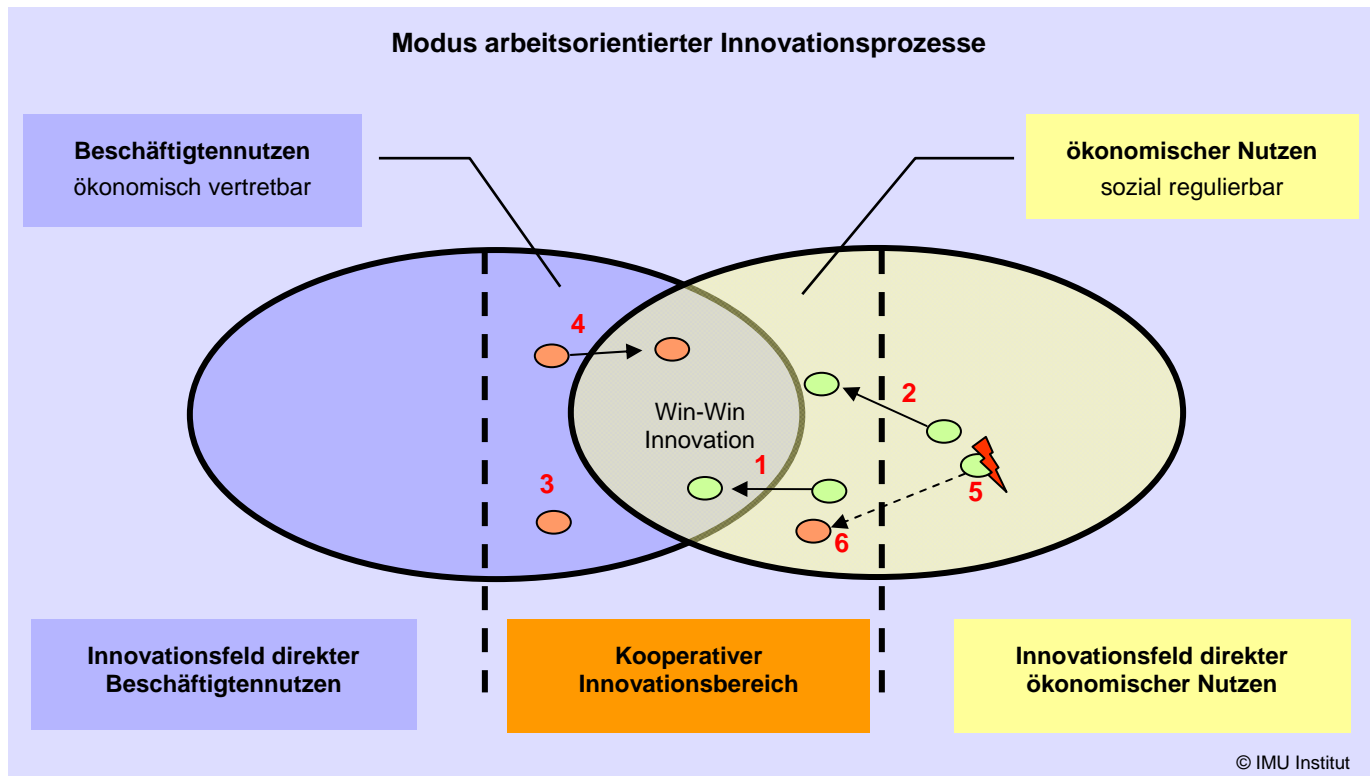 Modus arbeitsorientierter Innovationsprozesse
Beschäftigtennutzen
ökonomisch vertretbar
ökonomischer Nutzen
sozial regulierbar
4
2
Win-Win
Innovation
1
3
5
6
Innovationsfeld direkter
Beschäftigtennutzen
Kooperativer
Innovationsbereich
Innovationsfeld direkter
ökonomischer Nutzen
© IMU Institut